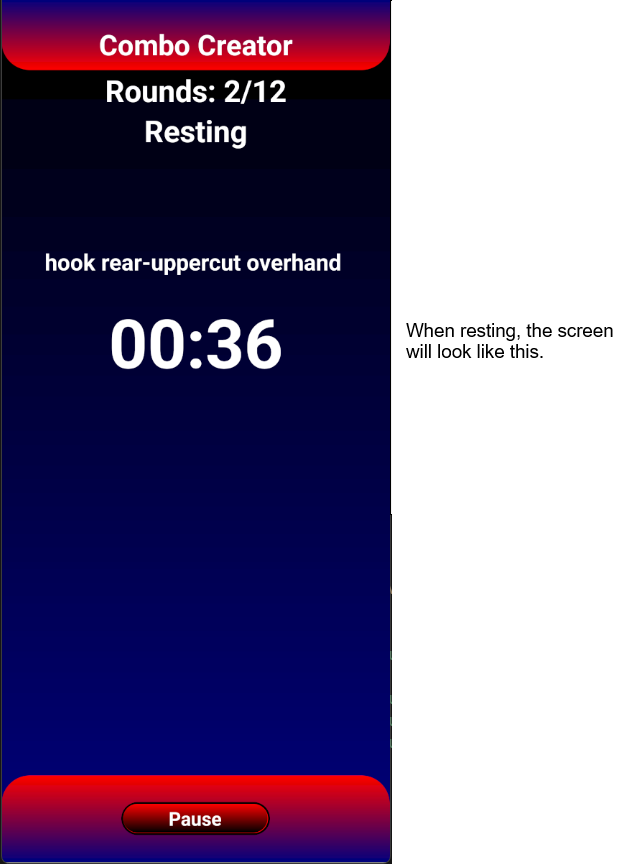 Combo Creator
Rounds: 2/12
Resting
hook rear-uppercut overhand
00:36
When resting, the screen
will look like this.
Pause